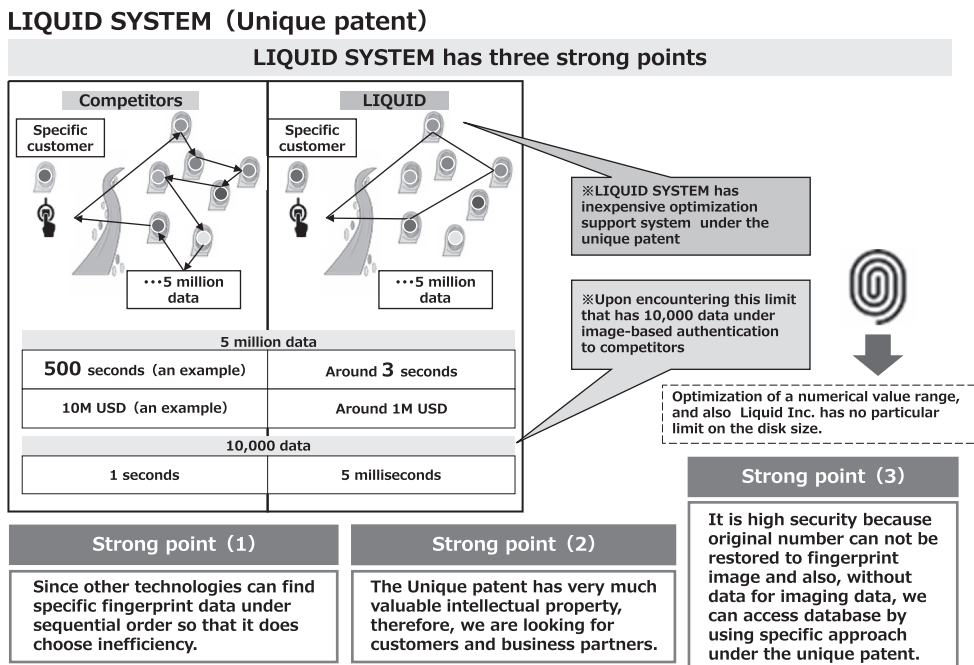 LIQUID SYSTEM（Unique patent）
LIQUID SYSTEM has three strong points
Competitors
Specific
customer
•••5 million
data
LIQUID
Specific
customer
•••5 million
data
5 million data
500 seconds（an example）
Around 3 seconds
10M USD（an example）
Around 1M USD
10,000 data
1 seconds
5 milliseconds
※LIQUID SYSTEM has
inexpensive optimization
support system under the
unique patent
※Upon encountering this limit
that has 10,000 data under
image-based authentication
to competitors
Optimization of a numerical value range,
and also Liquid Inc. has no particular
limit on the disk size.
Strong point（1）
Since other technologies can find
specific fingerprint data under
sequential order so that it does
choose inefficiency.
Strong point（2）
The Unique patent has very much
valuable intellectual property,
therefore, we are looking for
customers and business partners.
Strong point（3）
It is high security because
original number can not be
restored to fingerprint
image and also, without
data for imaging data, we
can access database by
using specific approach
under the unique patent.